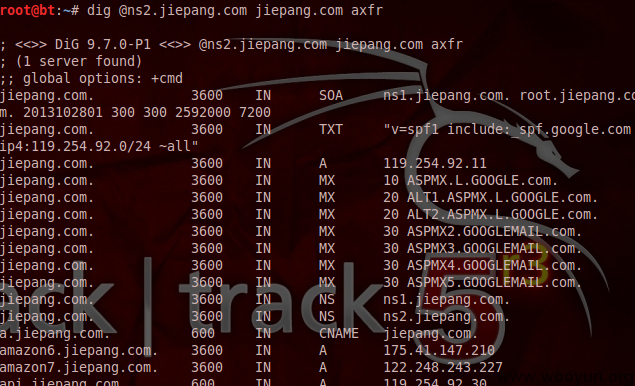 root@bt:~# dig @ns2.jiepang.com jiepang.com axfr
; <<>> DiG 9.7.0-P1 <<>> @ns2.jiepang.com jiepang.com axfr
; (1 server found)
;; global options: +cmd
jiepang.com. 3600 IN SOA ns1.jiepang.com. root.jiepang.co
m. 2013102801 300 300 2592000 7200
jiepang.com. 3600 IN TXT "v=spf1 include:_spf.google.com
ip4:119.254.92.0/24 ~all"
jiepang.com. 3600 IN A 119.254.92.11
jiepang.com. 3600 IN MX 10 ASPMX.L.GOOGLE.com.
jiepang.com. 3600 IN MX 20 ALT1.ASPMX.L.GOOGLE.com.
jiepang.com. 3600 IN MX 20 ALT2.ASPMX.L.GOOGLE.com.
jiepang.com. 3600 IN MX 30 ASPMX2.GOOGLEMAIL.com.
jiepang.com. 3600 IN MX 30 ASPMX3.GOOGLEMAIL.com.
jiepang.com. 3600 IN MX 30 ASPMX4.GOOGLEMAIL.com.
jiepang.com. 3600 IN MX 30 ASPMX5.GOOGLEMAIL.com.
jiepang.com. 3600 IN NS ns1.jiepang.com.
jiepang.com. 3600 IN NS ns2.jiepang.com.
a.jiepang.com. 600 IN CNAME jiepang.com.
amazon6.jiepang.com. 3600 IN A 175.41.147.210
amazon7.jiepang.com. 3600 IN A 122.248.243.227
api.jiepang.com. 600 IN A 119.254.92.30
ack|track 5 r3